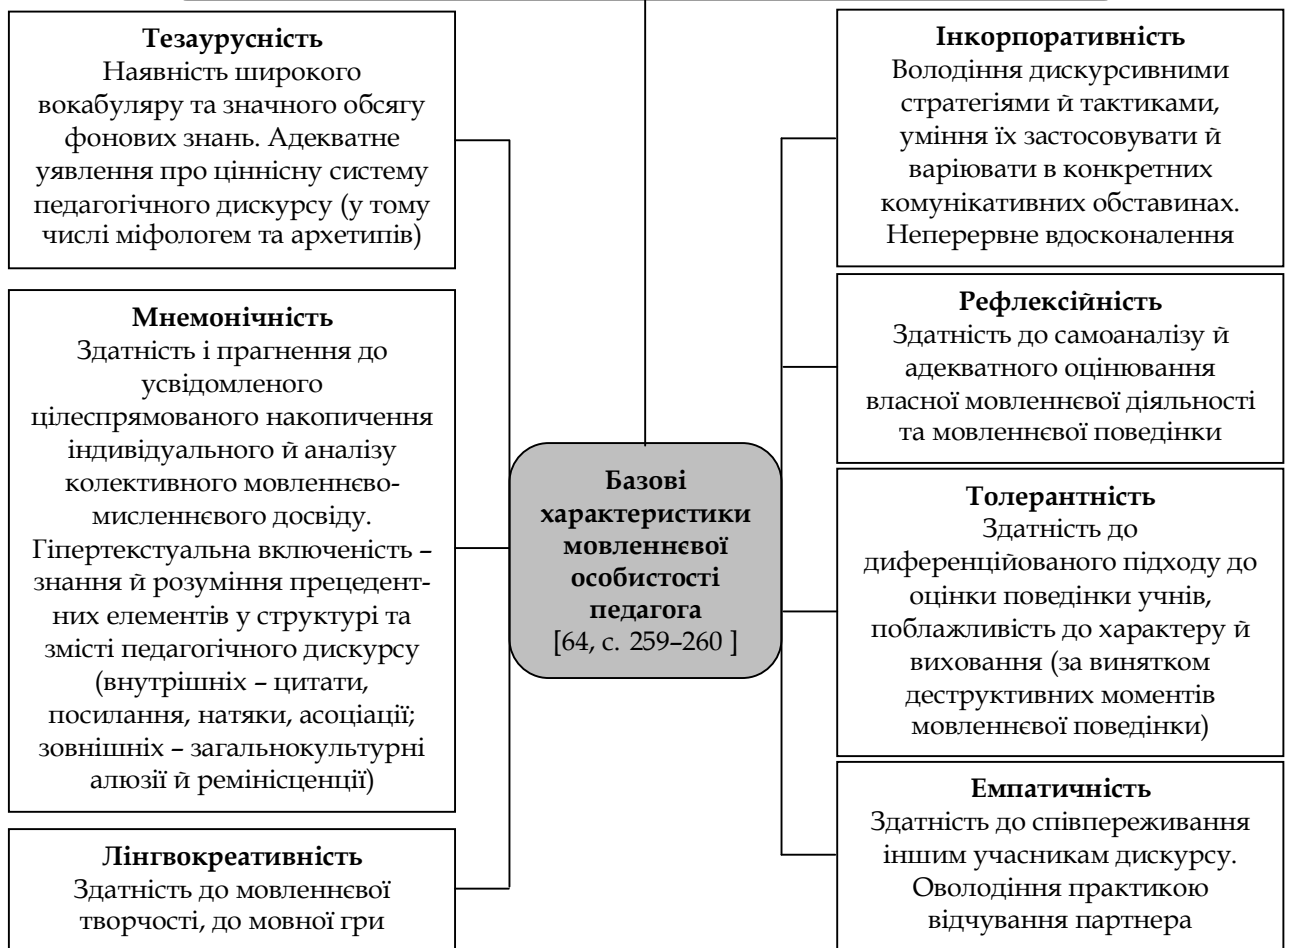 Тезаурусність
Наявність широкого
вокабуляру та значного обсягу
фонових знань. Адекватне
уявлення про ціннісну систему
педагогічного дискурсу (у тому
числі міфологем та архетипів)
Мнемонічність
Здатність і прагнення до
усвідомленого
цілеспрямованого накопичення
індивідуального й аналізу
колективного мовленнєво-
мисленнєвого досвіду.
Гіпертекстуальна включеність –
знання й розуміння прецедент-
них елементів у структурі та
змісті педагогічного дискурсу
(внутрішніх – цитати,
посилання, натяки, асоціації;
зовнішніх – загальнокультурні
алюзії й ремінісценції)
Лінгвокреативність
Здатність до мовленнєвої
творчості, до мовної гри
Базові
характеристики
мовленнєвої
особистості
педагога
[64, с. 259–260 ]
Інкорпоративність
Володіння дискурсивними
стратегіями й тактиками,
уміння їх застосовувати й
варіювати в конкретних
комунікативних обставинах.
Неперервне вдосконалення
Рефлексійність
Здатність до самоаналізу й
адекватного оцінювання
власної мовленнєвої діяльності
та мовленнєвої поведінки
Толерантність
Здатність до
диференційованого підходу до
оцінки поведінки учнів,
поблажливість до характеру й
виховання (за винятком
деструктивних моментів
мовленнєвої поведінки)
Емпатичність
Здатність до співпереживання
іншим учасникам дискурсу.
Оволодіння практикою
відчування партнера